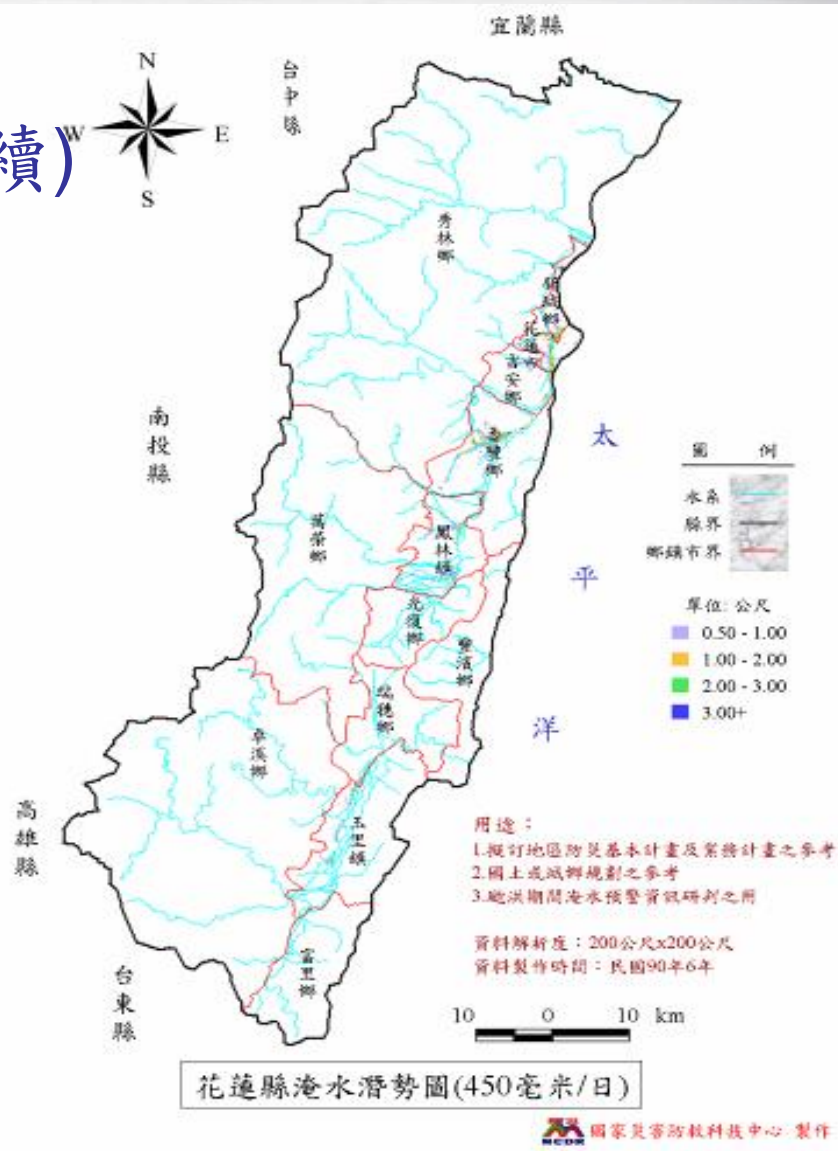 續)
N
W
E
S
宜蘭縣
台中縣
南投縣
高雄縣
台東縣
秀林鄉
新城鄉
花蓮市
吉安鄉
壽豐鄉
萬榮鄉
鳳林鎮
光復鄉
豐濱鄉
瑞穗鄉
卓溪鄉
玉里鎮
富里鄉
太
平
洋
圖 例
水系
縣界
鄉鎮市界
單位: 公尺
0.50 - 1.00
1.00 - 2.00
2.00 - 3.00
3.00+
用途：
1.擬訂地區防災基本計畫及業務計畫之參考
2.國土或城鄉規劃之參考
3.颱洪期間淹水預警資訊研判之用
資料解析度：200公尺x200公尺
資料製作時間：民國90年6年
10 0 10 km
花蓮縣淹水潛勢圖(450毫米/日)
NCDR 國家災害防救科技中心 製作